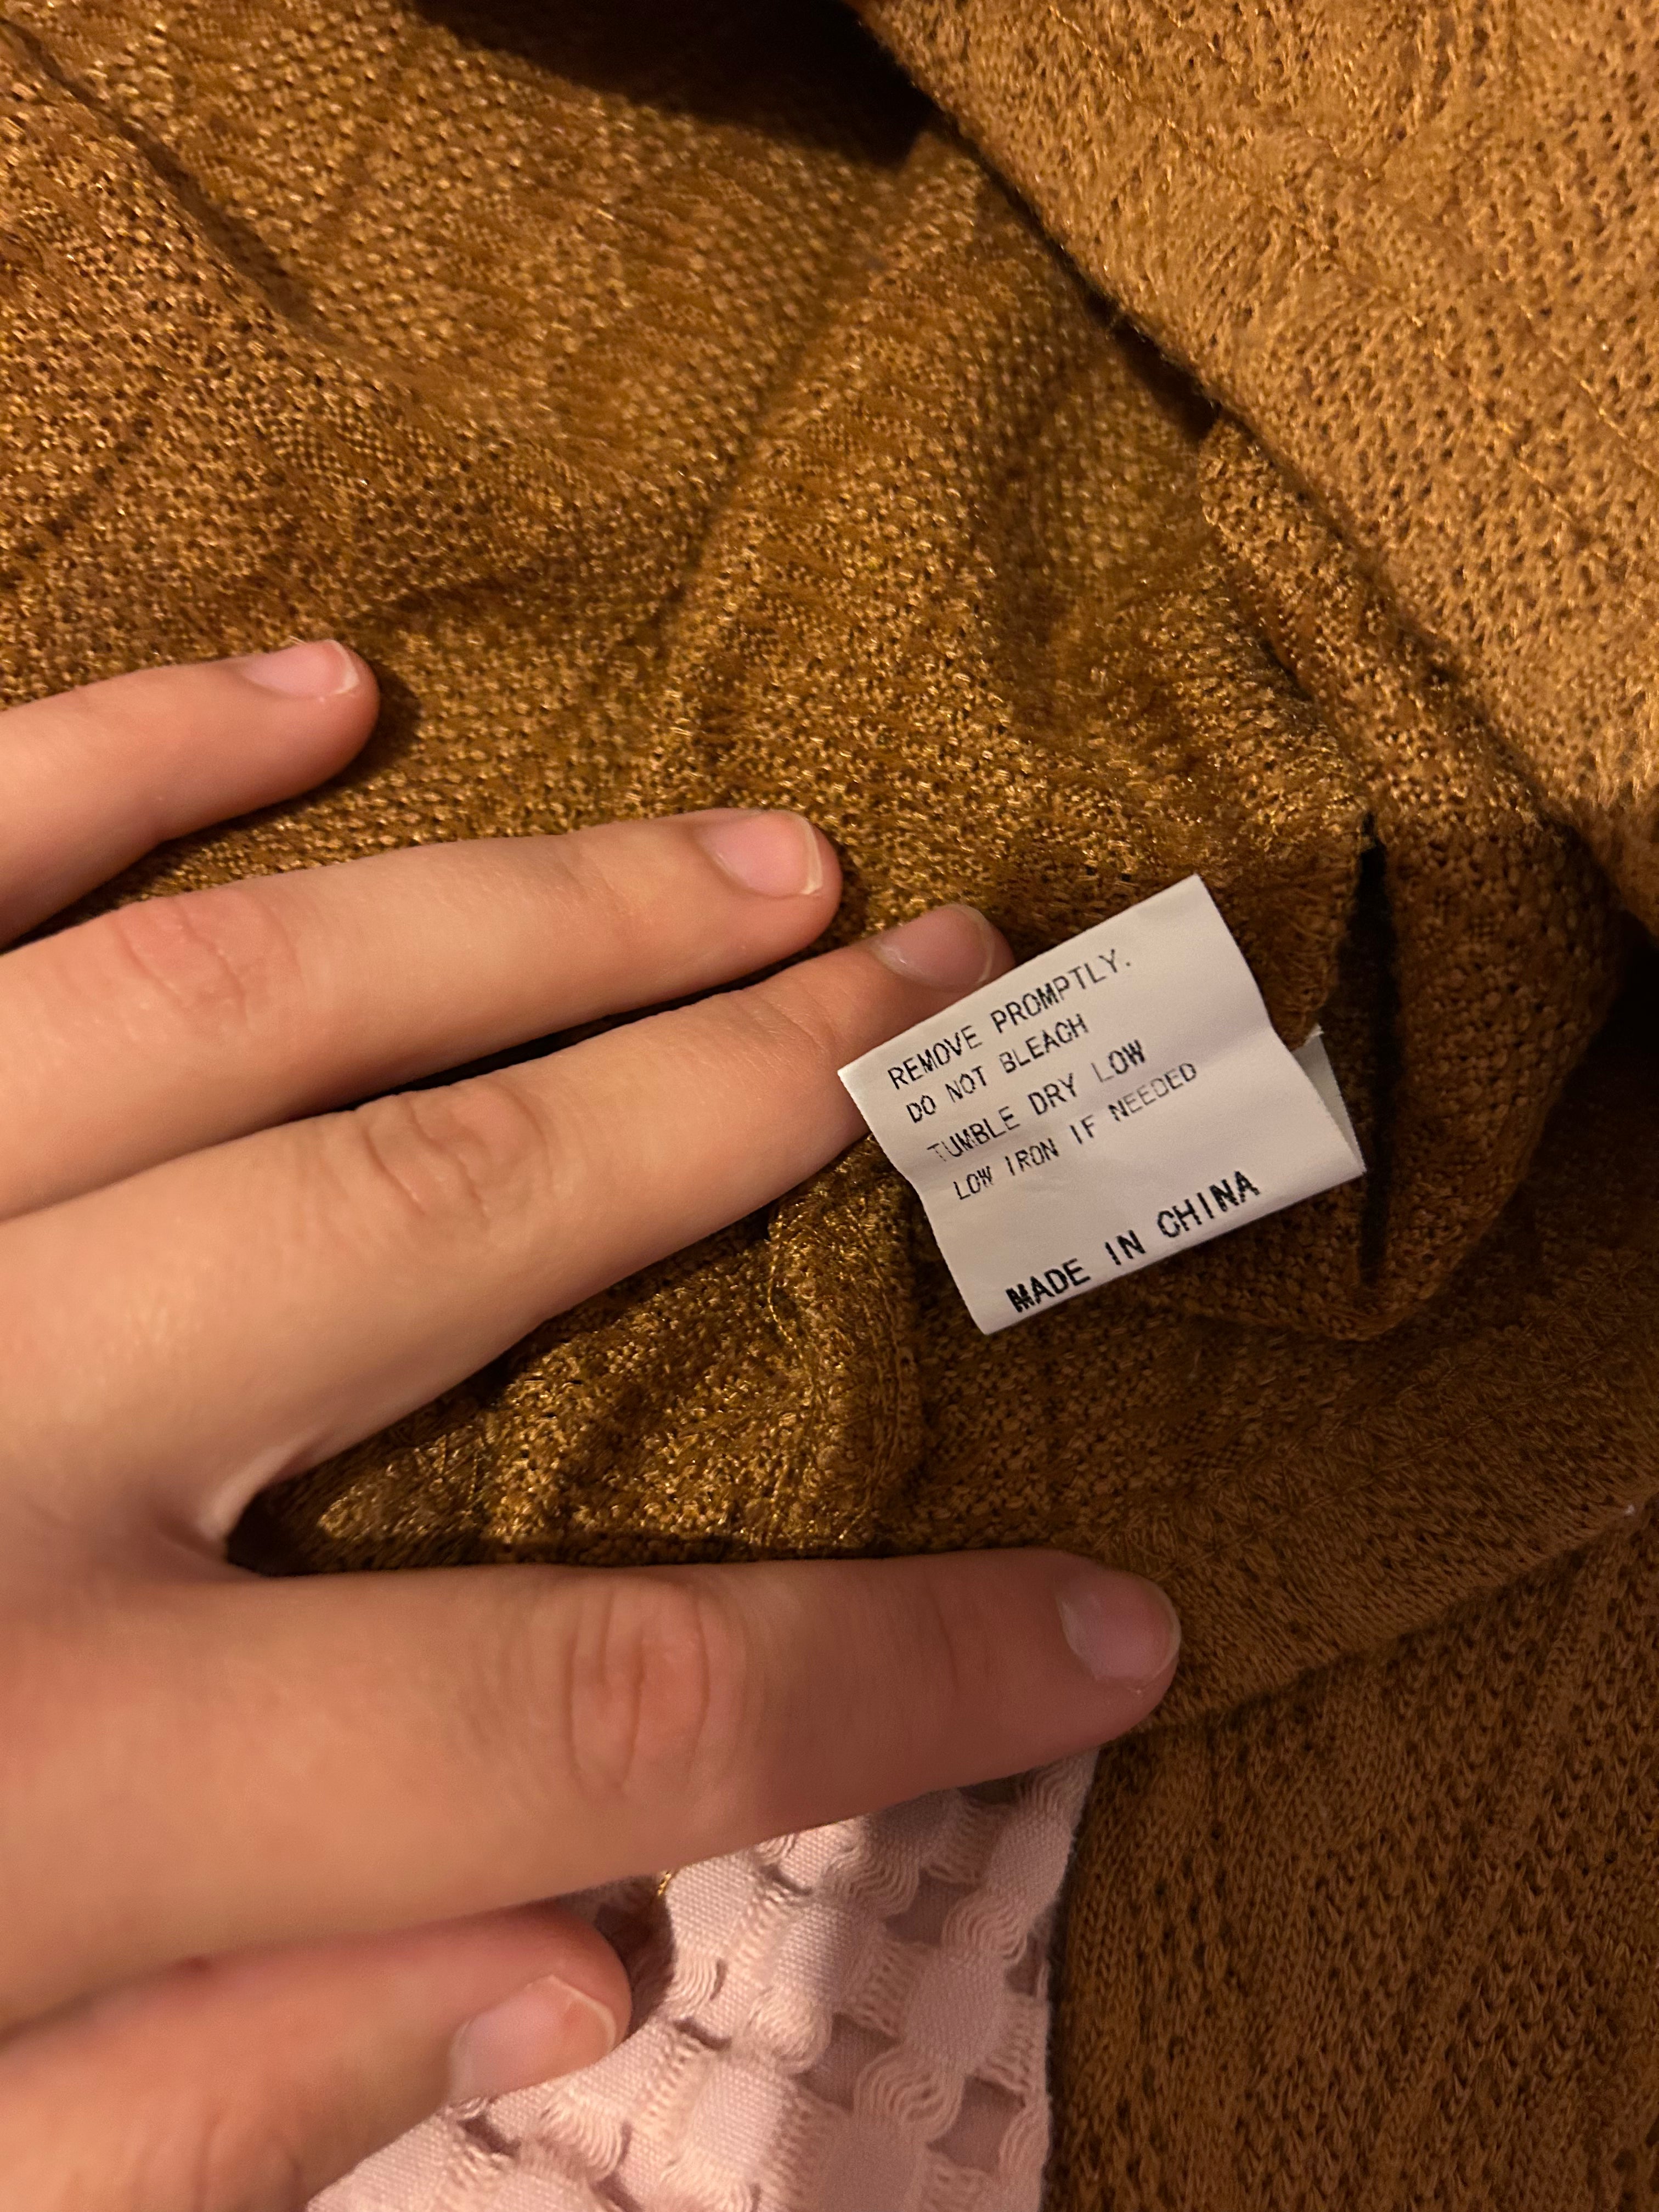 REMOVE PROMPTLY.
DO NOT BLEACH
TUMBLE DRY LOW
LOW IRON IF NEEDED
MADE IN CHINA